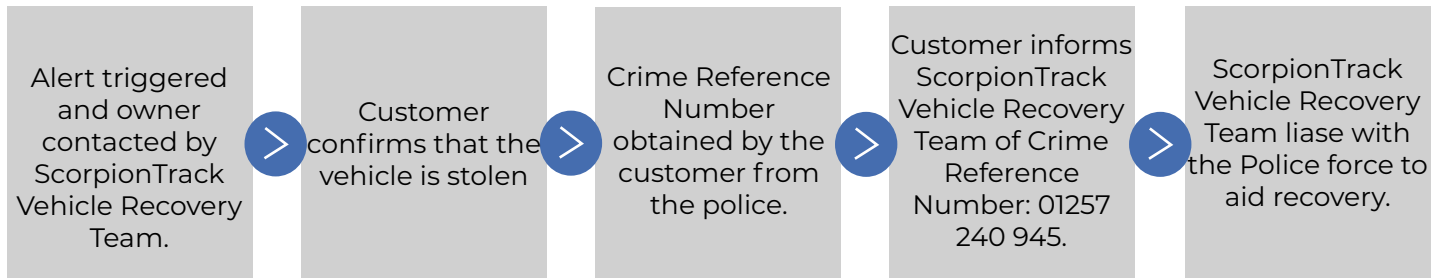 Alert triggered
and owner
contacted by
ScorpionTrack
Vehicle Recovery
Team.
Customer
confirms that the
vehicle is stolen
Crime Reference
Number
obtained by the
customer from
the police.
Customer informs
ScorpionTrack
Vehicle Recovery
Team of Crime
Reference
Number: 01257
240 945.
ScorpionTrack
Vehicle Recovery
Team liase with
the Police force to
aid recovery.